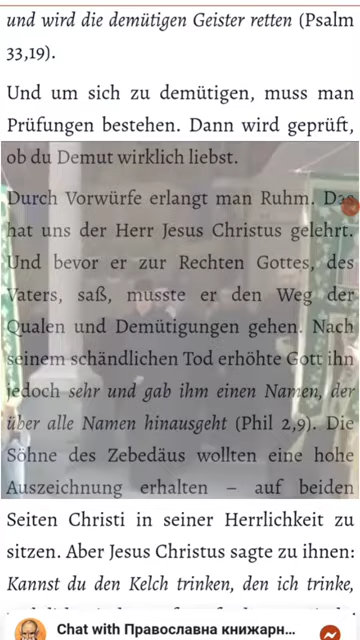 und wird die demütigen Geister retten (Psalm
33,19).
Und um sich zu demütigen, muss man
Prüfungen bestehen. Dann wird geprüft,
ob du Demut wirklich liebst.
Durch Vorwürfe erlangt man Ruhm. Das
hat uns der Herr Jesus Christus gelehrt.
Und bevor er zur Rechten Gottes, des
Vaters, saß, musste er den Weg der
Qualen und Demütigungen gehen. Nach
seinem schändlichen Tod erhöhte Gott ihn
jedoch sehr und gab ihm einen Namen, der
über alle Namen hinausgeht (Phil 2,9). Die
Söhne des Zebedäus wollten eine hohe
Auszeichnung erhalten – auf beiden
Seiten Christi in seiner Herrlichkeit zu
sitzen. Aber Jesus Christus sagte zu ihnen:
Kannst du den Kelch trinken, den ich trinke,
Chat with Православна книжарн...